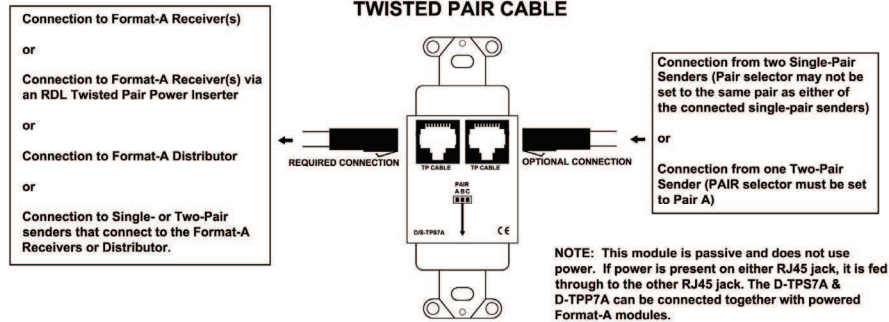 TWISTED PAIR CABLE
Connection to Format-A Receiver(s)
or
Connection to Format-A Receiver(s) via
an RDL Twisted Pair Power Inserter
or
Connection to Format-A Distributor
or
Connection to Single- or Two-Pair
senders that connect to the Format-A
Receivers or Distributor.
REQUIRED CONNECTION
TP CABLE
TP CABLE
PAIR
A B C
D/S-TPS7A
CE
OPTIONAL CONNECTION
Connection from two Single-Pair
Senders (Pair selector may not be
set to the same pair as either of
the connected single-pair senders)
or
Connection from one Two-Pair
Sender (PAIR selector must be set
to Pair A)
NOTE: This module is passive and does not use
power. If power is present on either RJ45 jack, it is fed
through to the other RJ45 jack. The D-TPS7A &
D-TPP7A can be connected together with powered
Format-A modules.